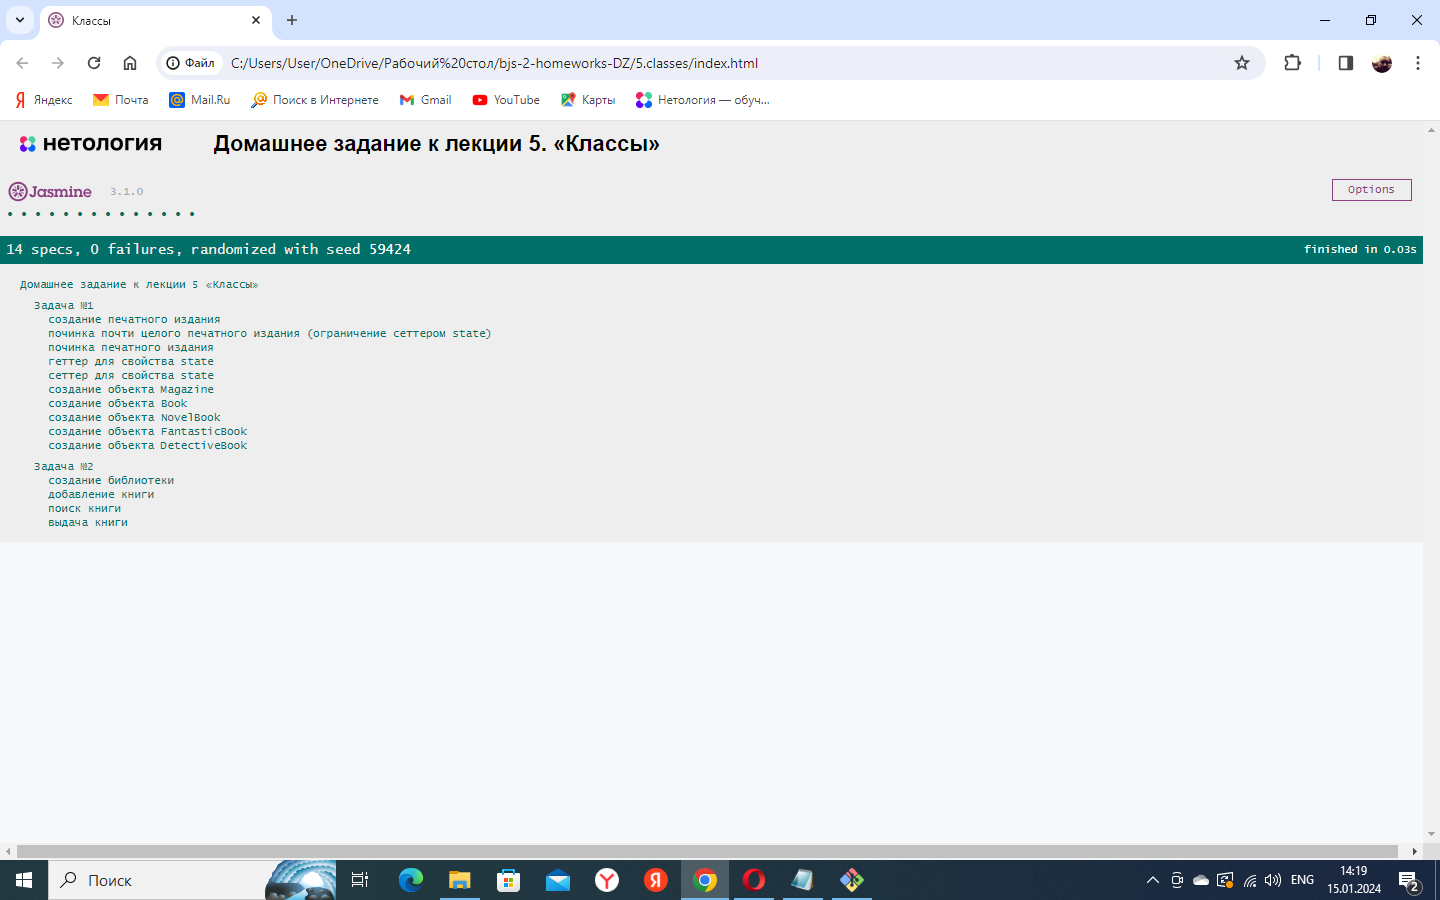 Классы
Файл
C:/Users/User/OneDrive/Рабочий%20стол/bjs-2-homeworks-DZ/5.classes/index.html
Яндекс
Почта
Mail.Ru
Поиск в Интернете
Gmail
YouTube
Карты
Нетология — обуч...
нетология
Домашнее задание к лекции 5. «Классы»
Jasmine 3.1.0
Options
14 specs, 0 failures, randomized with seed 59424
finished in 0.03s
Домашнее задание к лекции 5 «Классы»
Задача №1
создание печатного издания
починка почти целого печатного издания (ограничение сеттером state)
починка печатного издания
геттер для свойства state
сеттер для свойства state
создание объекта Magazine
создание объекта Book
создание объекта NovelBook
создание объекта FantasticBook
создание объекта DetectiveBook
Задача №2
создание библиотеки
добавление книги
поиск книги
выдача книги
Поиск
ENG
14:19
15.01.2024
2